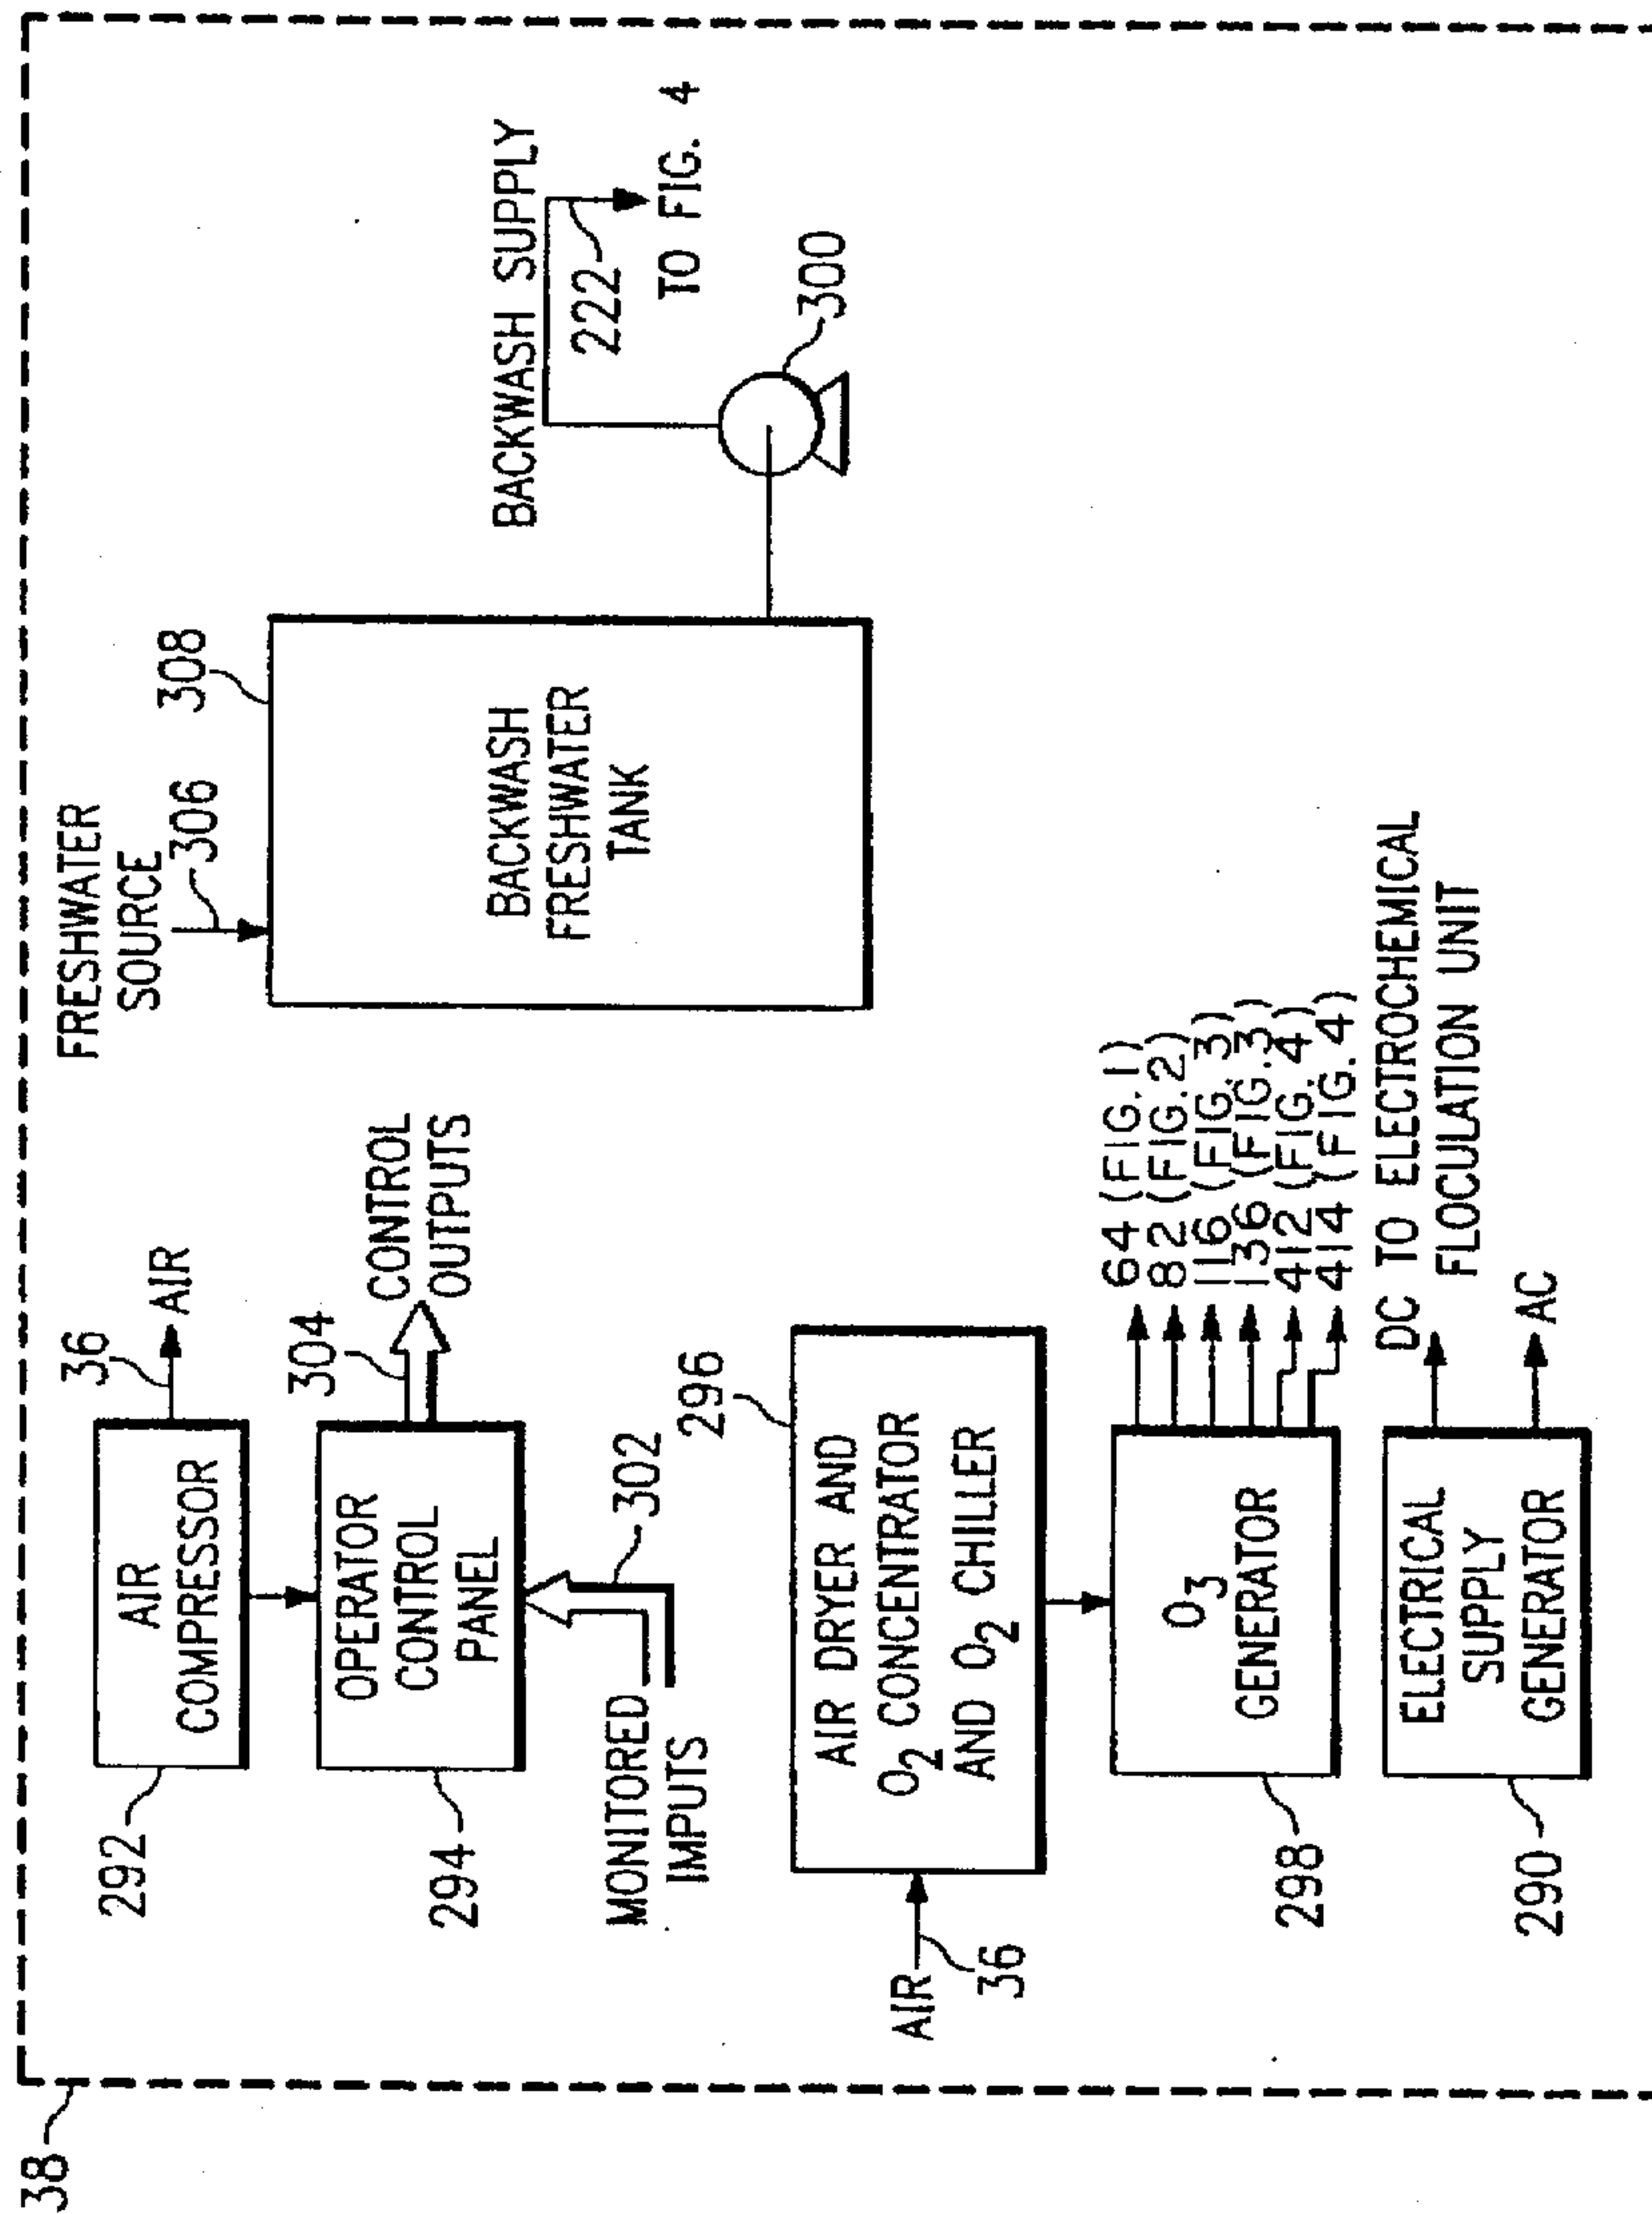 38
292
AIR
COMPRESSOR
36
AIR
294
OPERATOR
CONTROL
PANEL
304
CONTROL
OUTPUTS
MONITORED
IMPUTS
302
FRESHWATER
SOURCE
306
308
BACKWASH
FRESHWATER
TANK
BACKWASH SUPPLY
222
TO FIG. 4
300
296
AIR
36
AIR DRYER AND
O2 CONCENTRATOR
AND O2 CHILLER
298
O3
GENERATOR
64 (FIG. 1)
82 (FIG. 2)
116 (FIG. 3)
136 (FIG. 3)
412 (FIG. 4)
414 (FIG. 4)
290
ELECTRICAL
SUPPLY
GENERATOR
DC TO ELECTROCHEMICAL
FLOCULATION UNIT
AC